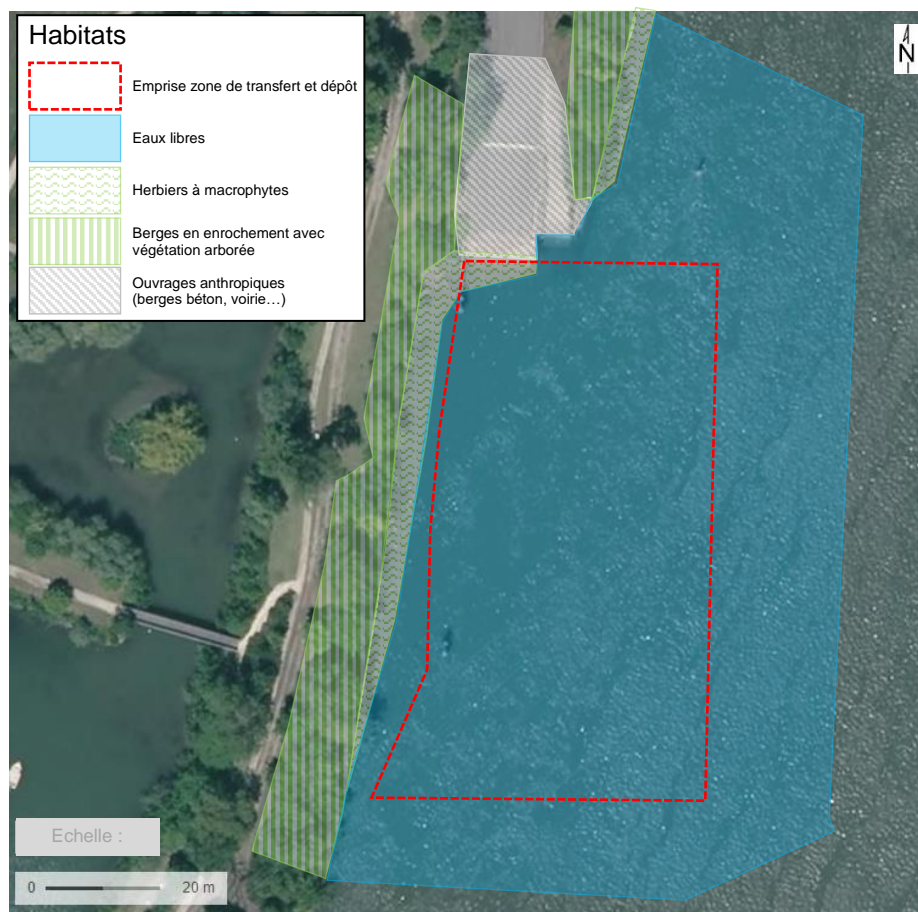 Habitats
N
Emprise zone de transfert et dépôt
Eaux libres
Herbiers à macrophytes
Berges en enrochement avec
végétation arborée
Ouvrages anthropiques
(berges béton, voirie…)
Echelle :
0 20 m